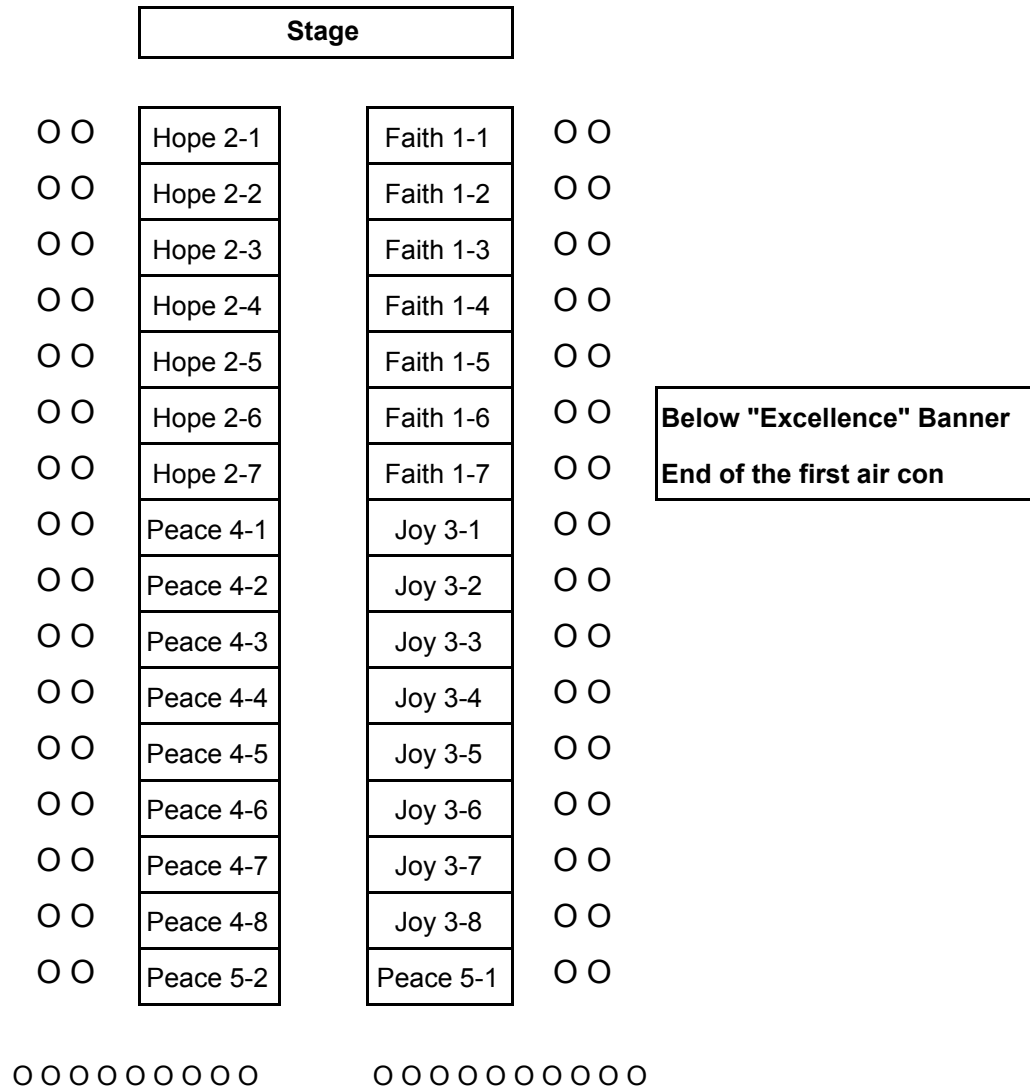 Stage
O O Hope 2-1 Faith 1-1 O O
O O Hope 2-2 Faith 1-2 O O
O O Hope 2-3 Faith 1-3 O O
O O Hope 2-4 Faith 1-4 O O
O O Hope 2-5 Faith 1-5 O O
O O Hope 2-6 Faith 1-6 O O Below "Excellence" Banner
O O Hope 2-7 Faith 1-7 O O End of the first air con
O O Peace 4-1 Joy 3-1 O O
O O Peace 4-2 Joy 3-2 O O
O O Peace 4-3 Joy 3-3 O O
O O Peace 4-4 Joy 3-4 O O
O O Peace 4-5 Joy 3-5 O O
O O Peace 4-6 Joy 3-6 O O
O O Peace 4-7 Joy 3-7 O O
O O Peace 4-8 Joy 3-8 O O
O O Peace 5-2 Peace 5-1 O O
O O O O O O O O O O O O O O O O O O O